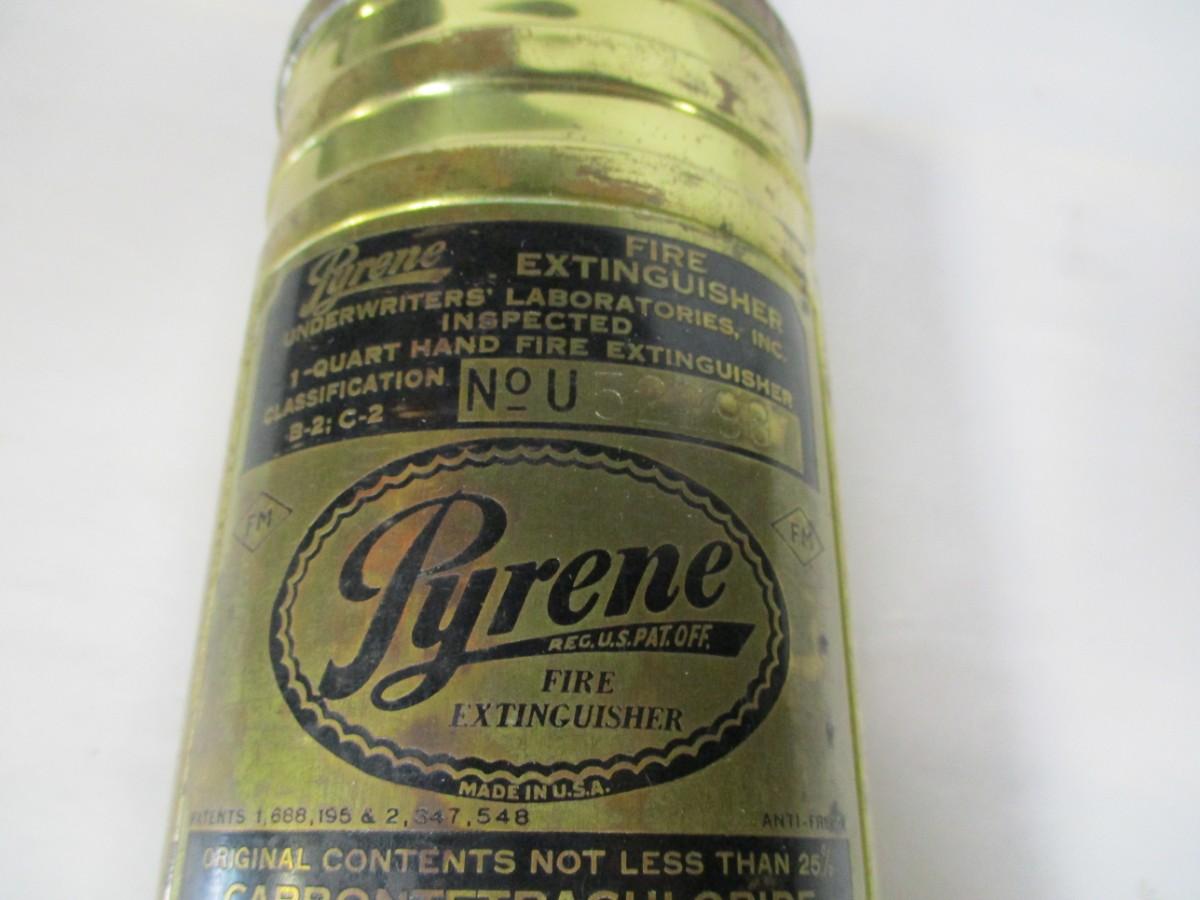 Pyrene FIRE
EXTINGUISHER
UNDERWRITERS' LABORATORIES, INC.
INSPECTED
1-QUART HAND FIRE EXTINGUISHER
CLASSIFICATION
B-2; C-2
No U
FM
FM
Pyrene
REG. U.S. PAT. OFF.
FIRE
EXTINGUISHER
MADE IN U.S.A.
PATENTS 1,688,195 & 2,347,548
ORIGINAL CONTENTS NOT LESS THAN 25%
CARBONTETRACHLORIDE